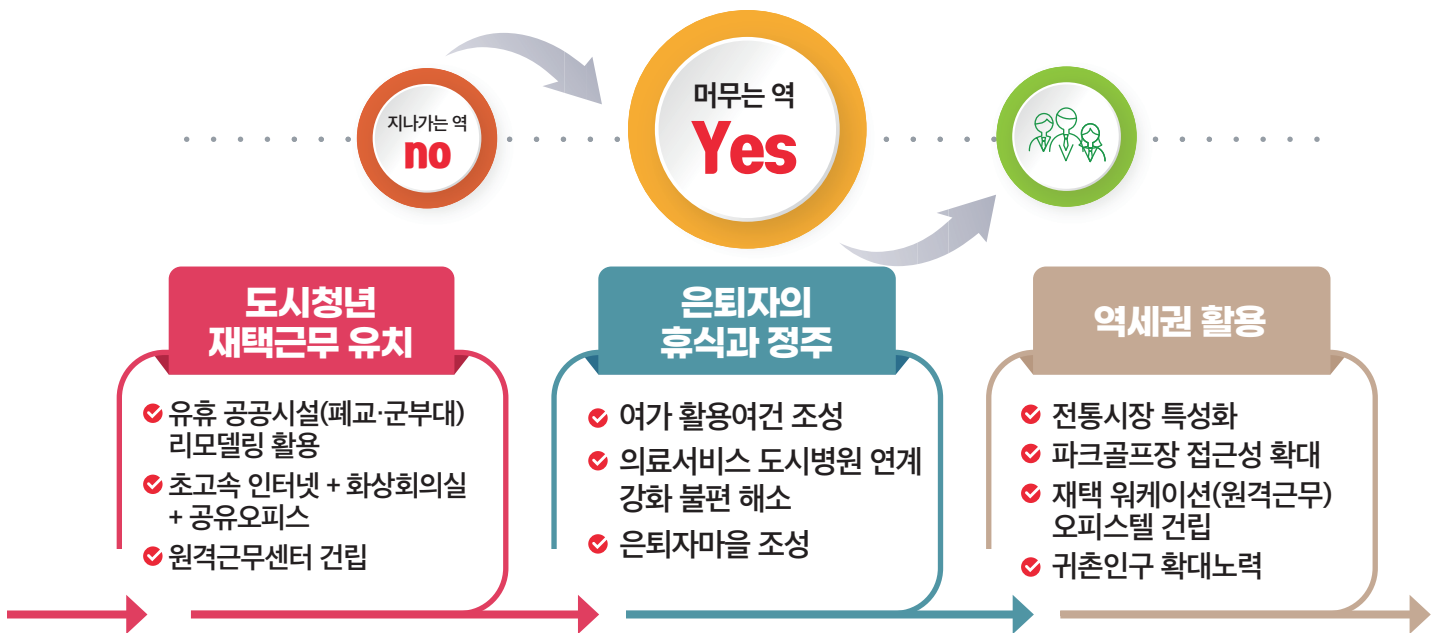 지나가는 역
no
머무는 역
Yes
도시청년
재택근무 유치
유휴 공공시설(폐교·군부대)
리모델링 활용
초고속 인터넷 + 화상회의실
+ 공유오피스
원격근무센터 건립
은퇴자의
휴식과 정주
여가 활용여건 조성
의료서비스 도시병원 연계
강화 불편 해소
은퇴자마을 조성
역세권 활용
전통시장 특성화
파크골프장 접근성 확대
재택 워케이션(원격근무)
오피스텔 건립
귀촌인구 확대노력